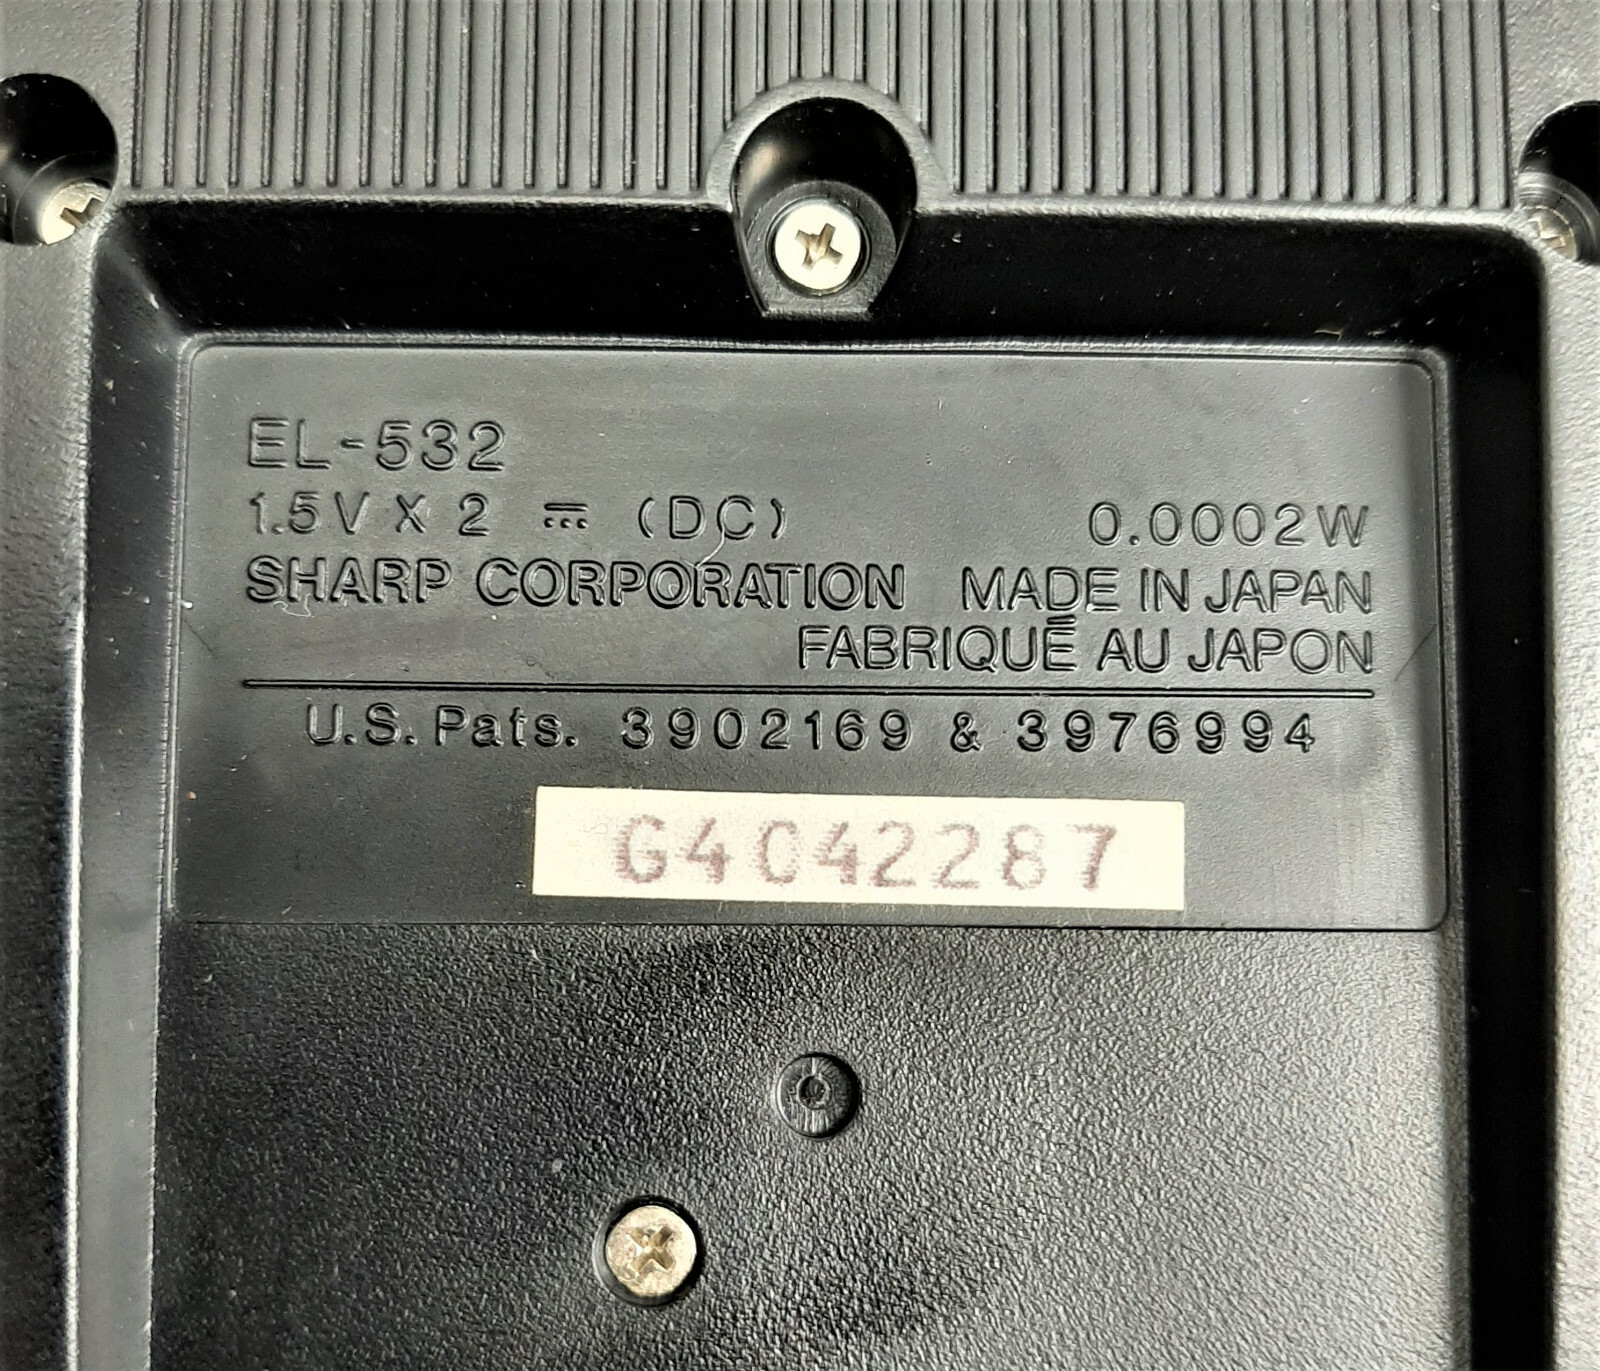 EL-532
1.5V X 2 ⎓ (DC) 0.0002W
SHARP CORPORATION MADE IN JAPAN
FABRIQUÉ AU JAPON
U.S. Pats. 3902169 & 3976994
G4042287